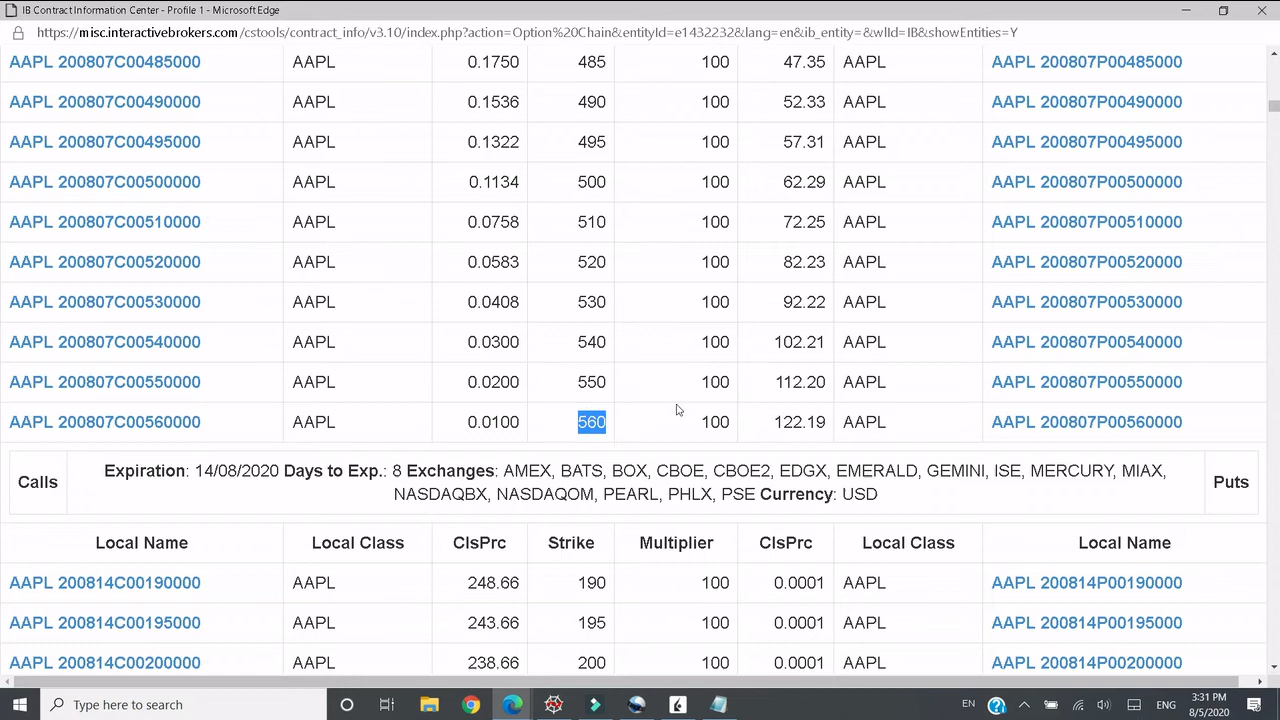 IB Contract Information Center - Profile 1 - Microsoft Edge
https://misc.interactivebrokers.com/cstools/contract_info/v3.10/index.php?action=Option%20Chain&entityId=e1432232&lang=en&ib_entity=&wlId=IB&showEntities=Y
AAPL 200807C00485000 AAPL 0.1750 485 100 47.35 AAPL AAPL 200807P00485000
AAPL 200807C00490000 AAPL 0.1536 490 100 52.33 AAPL AAPL 200807P00490000
AAPL 200807C00495000 AAPL 0.1322 495 100 57.31 AAPL AAPL 200807P00495000
AAPL 200807C00500000 AAPL 0.1134 500 100 62.29 AAPL AAPL 200807P00500000
AAPL 200807C00510000 AAPL 0.0758 510 100 72.25 AAPL AAPL 200807P00510000
AAPL 200807C00520000 AAPL 0.0583 520 100 82.23 AAPL AAPL 200807P00520000
AAPL 200807C00530000 AAPL 0.0408 530 100 92.22 AAPL AAPL 200807P00530000
AAPL 200807C00540000 AAPL 0.0300 540 100 102.21 AAPL AAPL 200807P00540000
AAPL 200807C00550000 AAPL 0.0200 550 100 112.20 AAPL AAPL 200807P00550000
AAPL 200807C00560000 AAPL 0.0100 560 100 122.19 AAPL AAPL 200807P00560000
Calls Expiration: 14/08/2020 Days to Exp.: 8 Exchanges: AMEX, BATS, BOX, CBOE, CBOE2, EDGX, EMERALD, GEMINI, ISE, MERCURY, MIAX, Puts
NASDAQBX, NASDAQOM, PEARL, PHLX, PSE Currency: USD
Local Name Local Class ClsPrc Strike Multiplier ClsPrc Local Class Local Name
AAPL 200814C00190000 AAPL 248.66 190 100 0.0001 AAPL AAPL 200814P00190000
AAPL 200814C00195000 AAPL 243.66 195 100 0.0001 AAPL AAPL 200814P00195000
AAPL 200814C00200000 AAPL 238.66 200 100 0.0001 AAPL AAPL 200814P00200000
Type here to search EN ENG 3:31 PM
8/5/2020